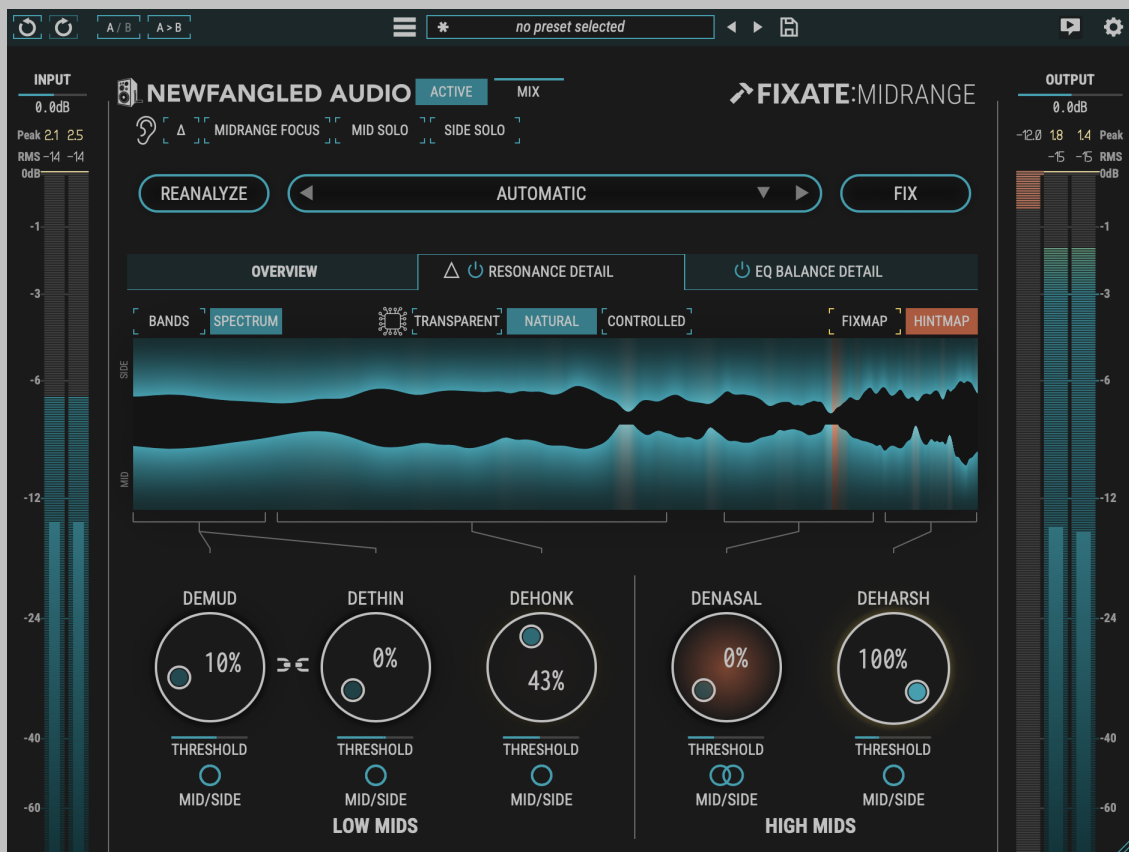 A / B A > B * no preset selected
INPUT
0.0dB
Peak 2.1 2.5
RMS -14 -14
0dB
-1
-3
-6
-12
-24
-40
-60
NEWFANGLED AUDIO ACTIVE MIX FIXATE:MIDRANGE
Δ MIDRANGE FOCUS MID SOLO SIDE SOLO
REANALYZE AUTOMATIC FIX
OVERVIEW Δ RESONANCE DETAIL EQ BALANCE DETAIL
BANDS SPECTRUM TRANSPARENT NATURAL CONTROLLED FIXMAP HINTMAP
SIDE
MID
DEMUD DETHIN DEHONK DENASAL DEHARSH
10% 0% 43% 0% 100%
THRESHOLD THRESHOLD THRESHOLD THRESHOLD THRESHOLD
MID/SIDE MID/SIDE MID/SIDE MID/SIDE MID/SIDE
LOW MIDS HIGH MIDS
OUTPUT
0.0dB
-12.0 1.8 1.4 Peak
-15 -15 RMS
0dB
-1
-3
-6
-12
-24
-40
-60